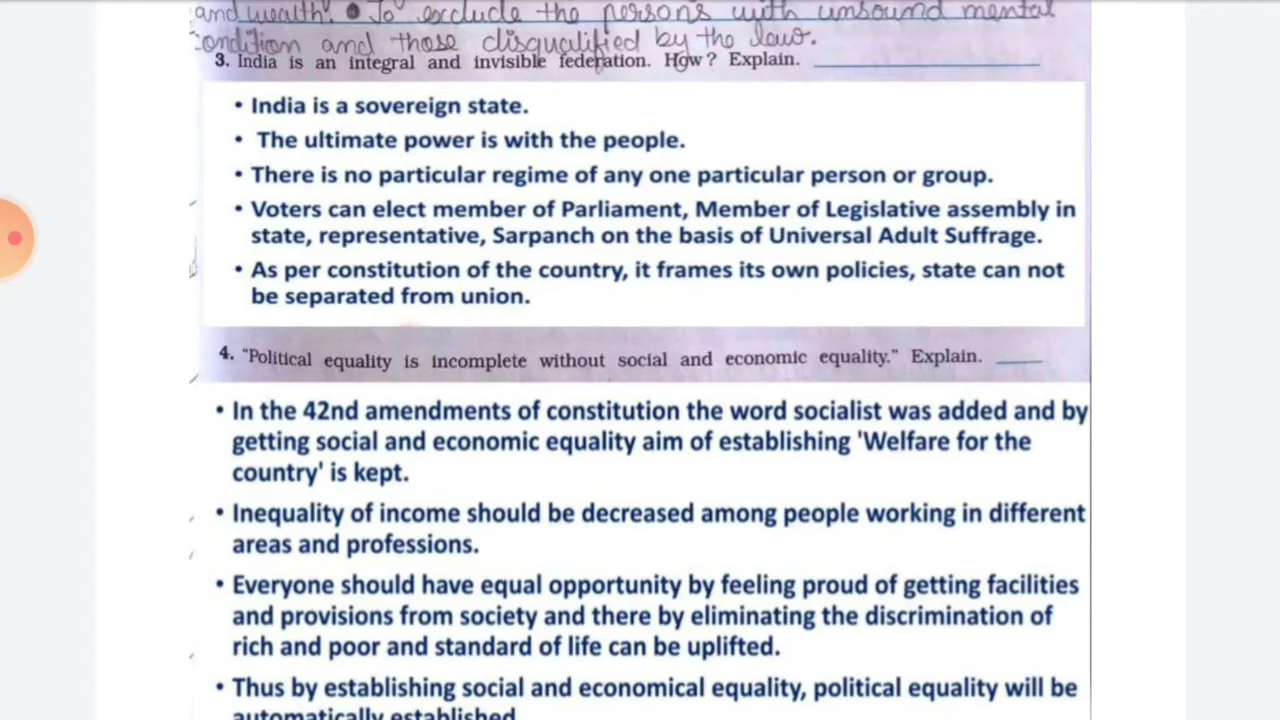 and wealth. • To exclude the persons with unsound mental
condition and those disqualified by the law.
3. India is an integral and invisible federation. How? Explain.
• India is a sovereign state.
• The ultimate power is with the people.
• There is no particular regime of any one particular person or group.
• Voters can elect member of Parliament, Member of Legislative assembly in
state, representative, Sarpanch on the basis of Universal Adult Suffrage.
• As per constitution of the country, it frames its own policies, state can not
be separated from union.
4. "Political equality is incomplete without social and economic equality." Explain.
• In the 42nd amendments of constitution the word socialist was added and by
getting social and economic equality aim of establishing 'Welfare for the
country' is kept.
• Inequality of income should be decreased among people working in different
areas and professions.
• Everyone should have equal opportunity by feeling proud of getting facilities
and provisions from society and there by eliminating the discrimination of
rich and poor and standard of life can be uplifted.
• Thus by establishing social and economical equality, political equality will be
automatically established